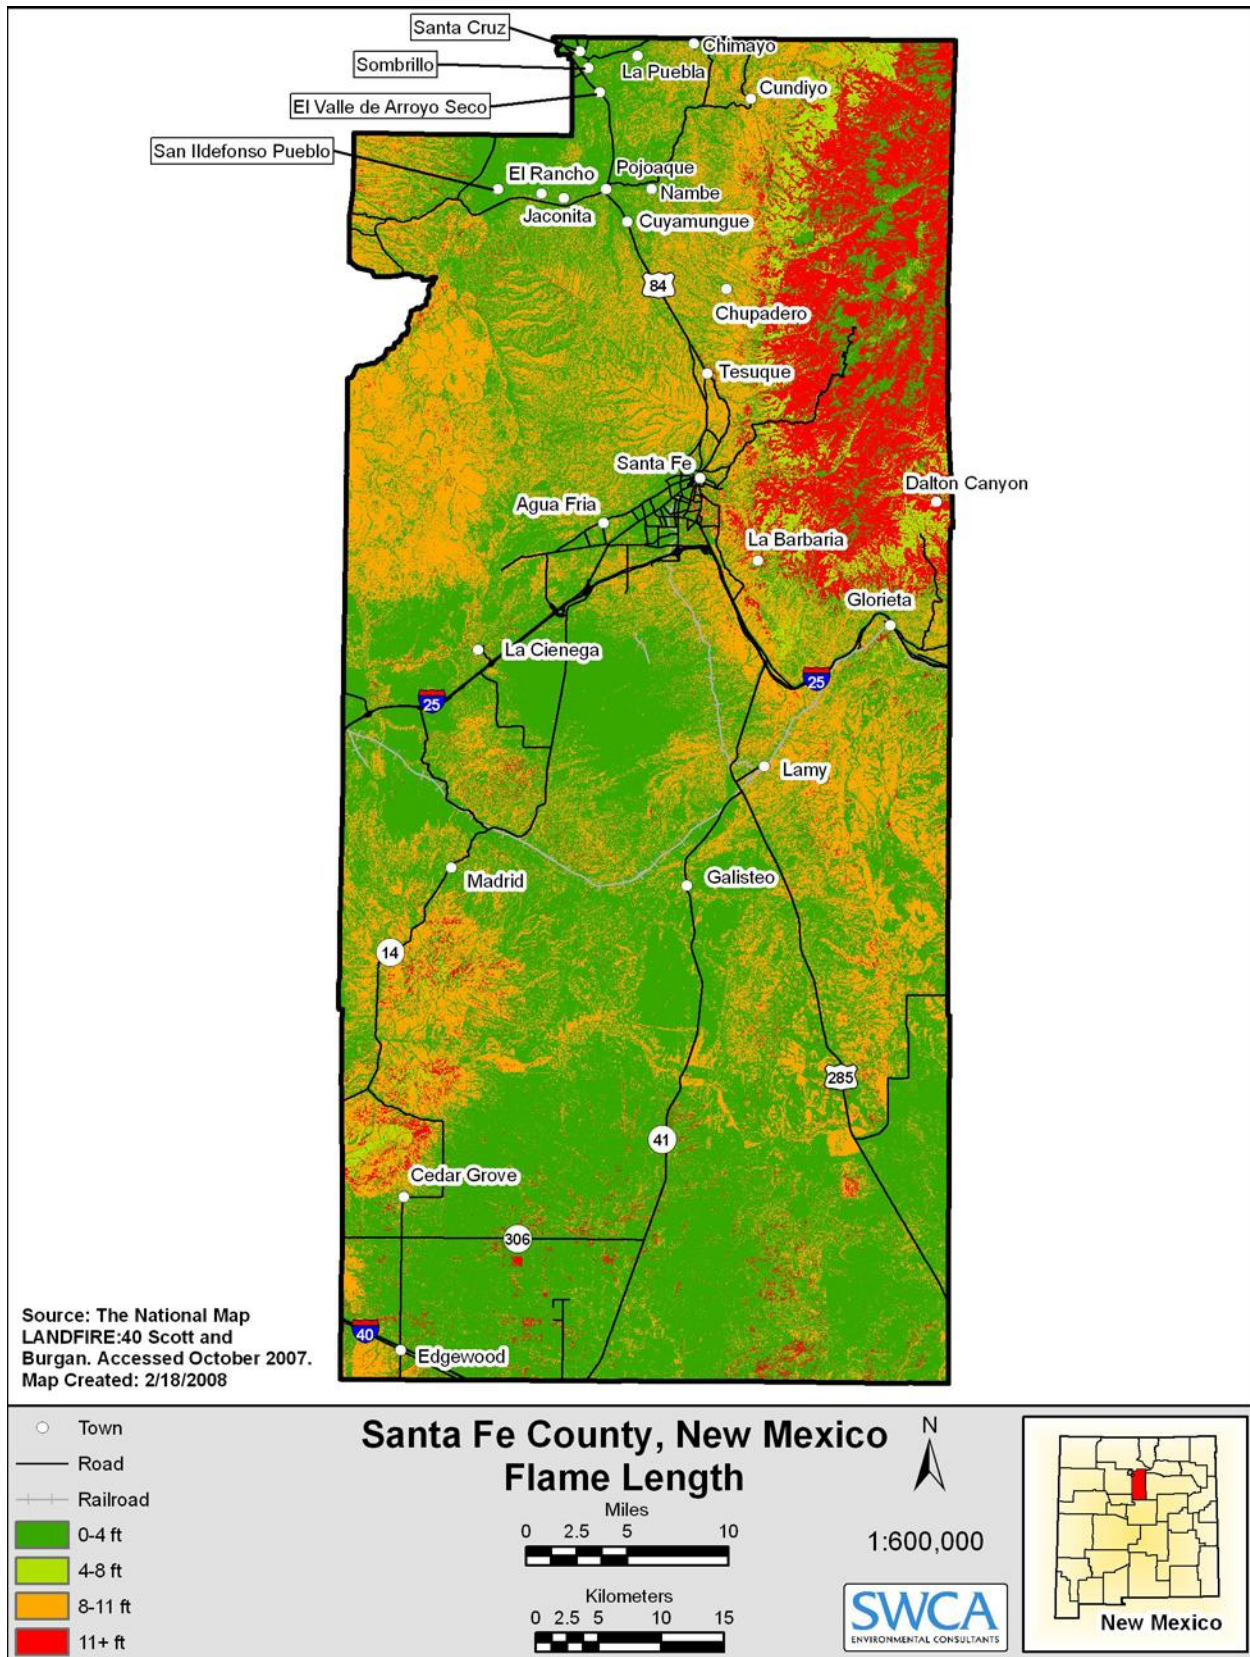 Santa Cruz
Chimayo
Sombrillo
La Puebla
Cundiyo
El Valle de Arroyo Seco
San Ildefonso Pueblo
El Rancho
Pojoaque
Jaconita
Nambe
Cuyamungue
84
Chupadero
Tesuque
Santa Fe
Dalton Canyon
Agua Fria
La Barbaria
Glorieta
La Cienega
25
25
Lamy
Madrid
Galisteo
14
285
41
Cedar Grove
306
40
Edgewood
Source: The National Map
LANDFIRE:40 Scott and
Burgan. Accessed October 2007.
Map Created: 2/18/2008
Town
Road
Railroad
0-4 ft
4-8 ft
8-11 ft
11+ ft
Santa Fe County, New Mexico
Flame Length
Miles
0 2.5 5 10
Kilometers
0 2.5 5 10 15
N
1:600,000
SWCA
ENVIRONMENTAL CONSULTANTS
New Mexico